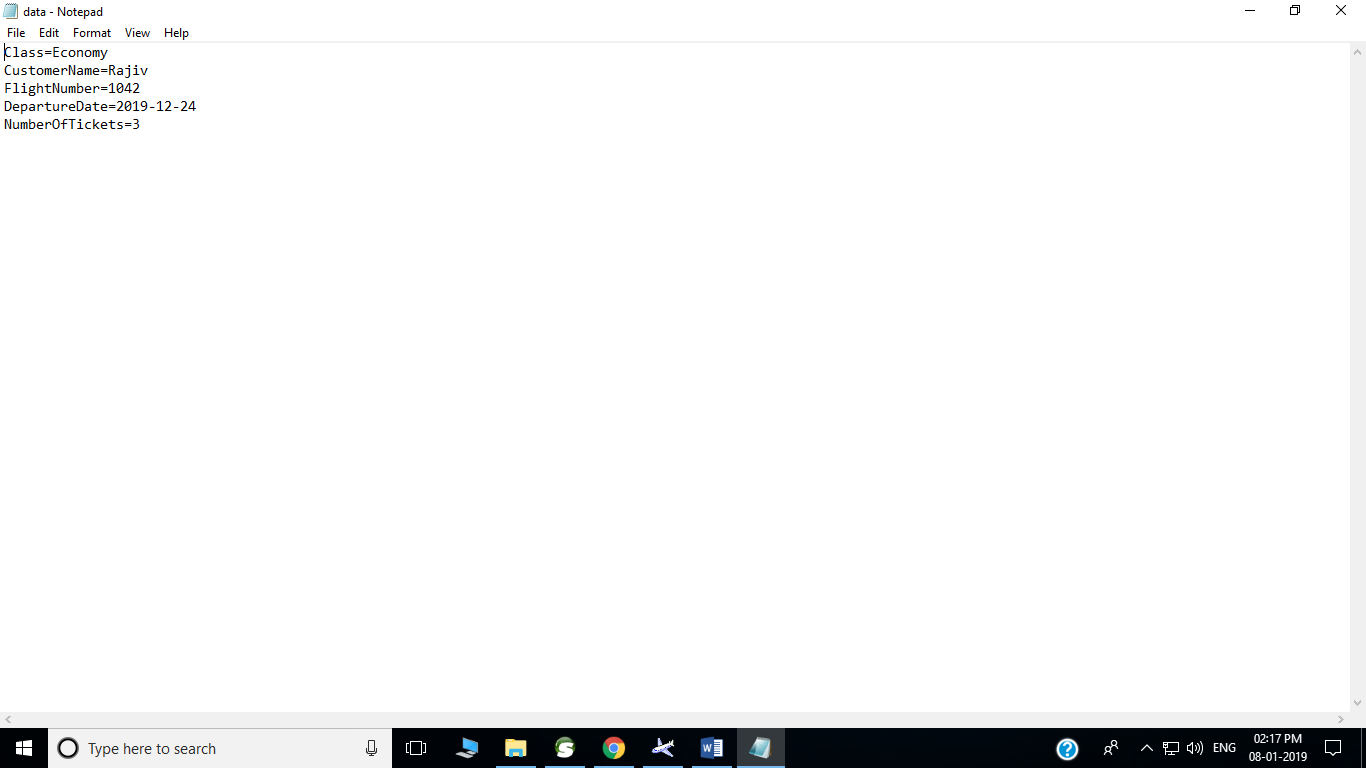 data - Notepad
File Edit Format View Help
Class=Economy
CustomerName=Rajiv
FlightNumber=1042
DepartureDate=2019-12-24
NumberOfTickets=3
Type here to search
ENG
02:17 PM
08-01-2019